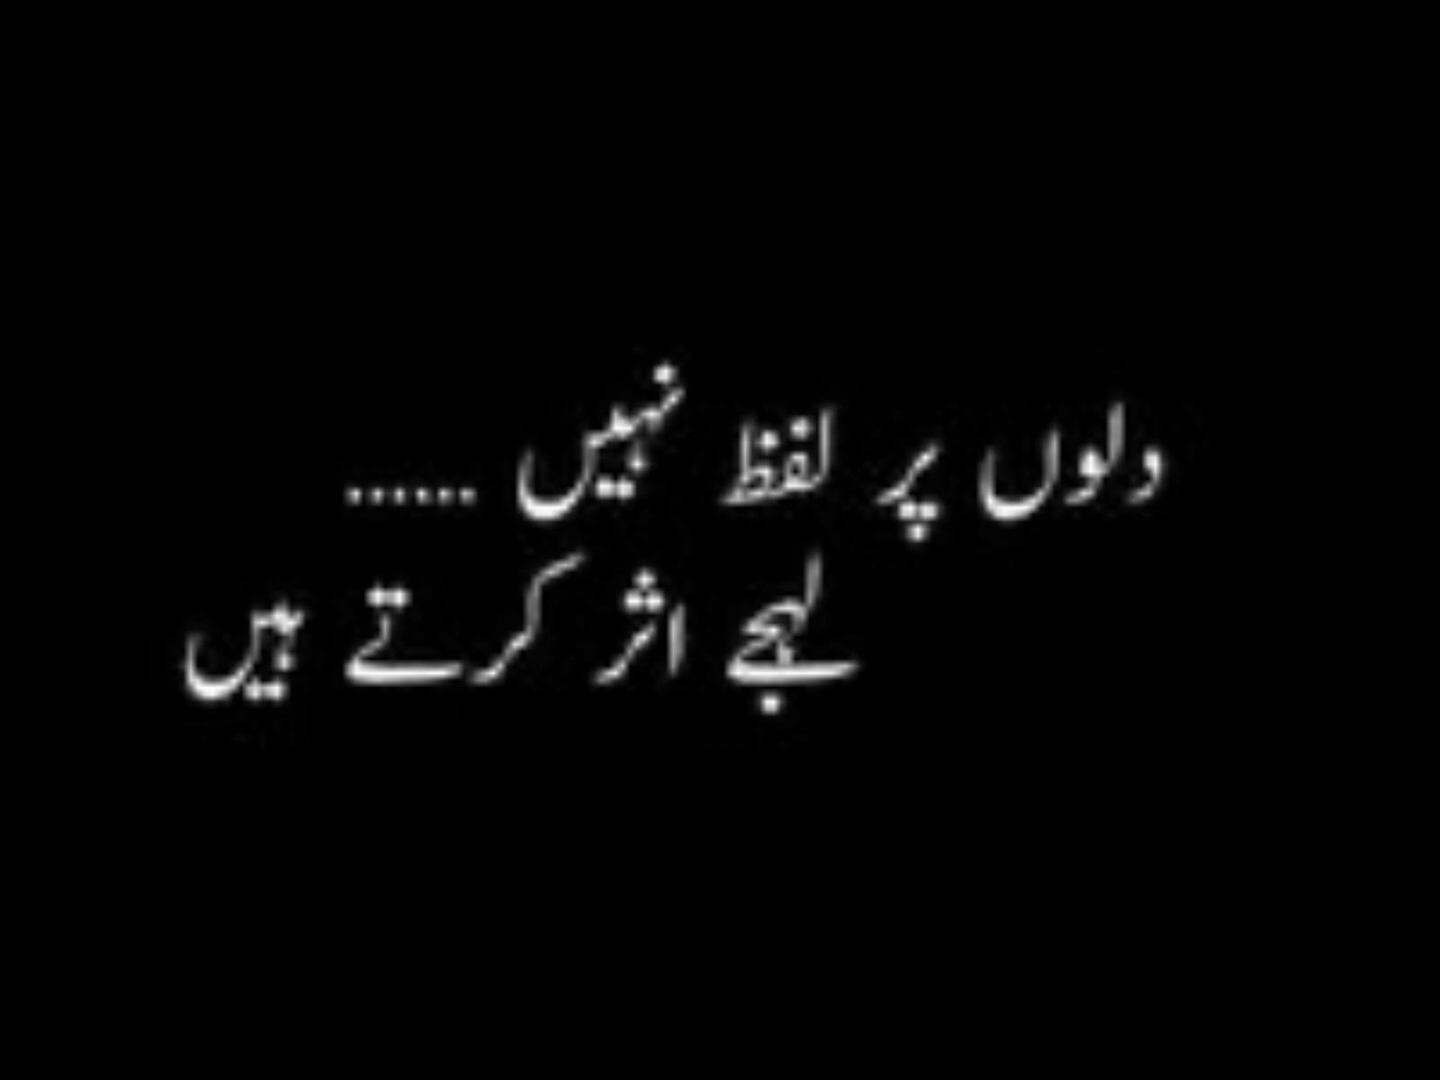 دلوں پر لفظ نہیں ......
لہجے اثر کرتے ہیں